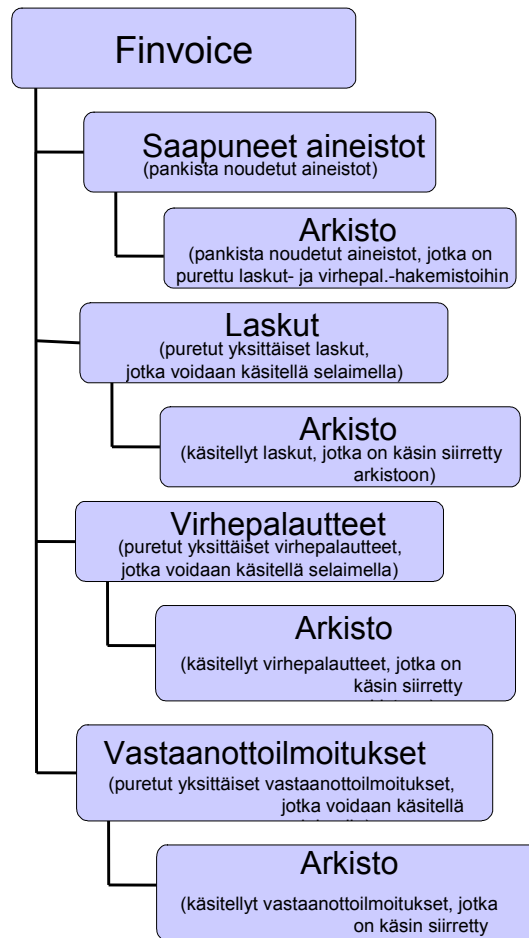 Finvoice
Saapuneet aineistot
(pankista noudetut aineistot)
Arkisto
(pankista noudetut aineistot, jotka on
purettu laskut- ja virhepal.-hakemistoihin
Laskut
(puretut yksittäiset laskut,
jotka voidaan käsitellä selaimella)
Arkisto
(käsitellyt laskut, jotka on käsin siirretty
arkistoon)
Virhepalautteet
(puretut yksittäiset virhepalautteet,
jotka voidaan käsitellä selaimella)
Arkisto
(käsitellyt virhepalautteet, jotka on
käsin siirretty
Vastaanottoilmoitukset
(puretut yksittäiset vastaanottoilmoitukset,
jotka voidaan käsitellä
Arkisto
(käsitellyt vastaanottoilmoitukset, jotka
on käsin siirretty